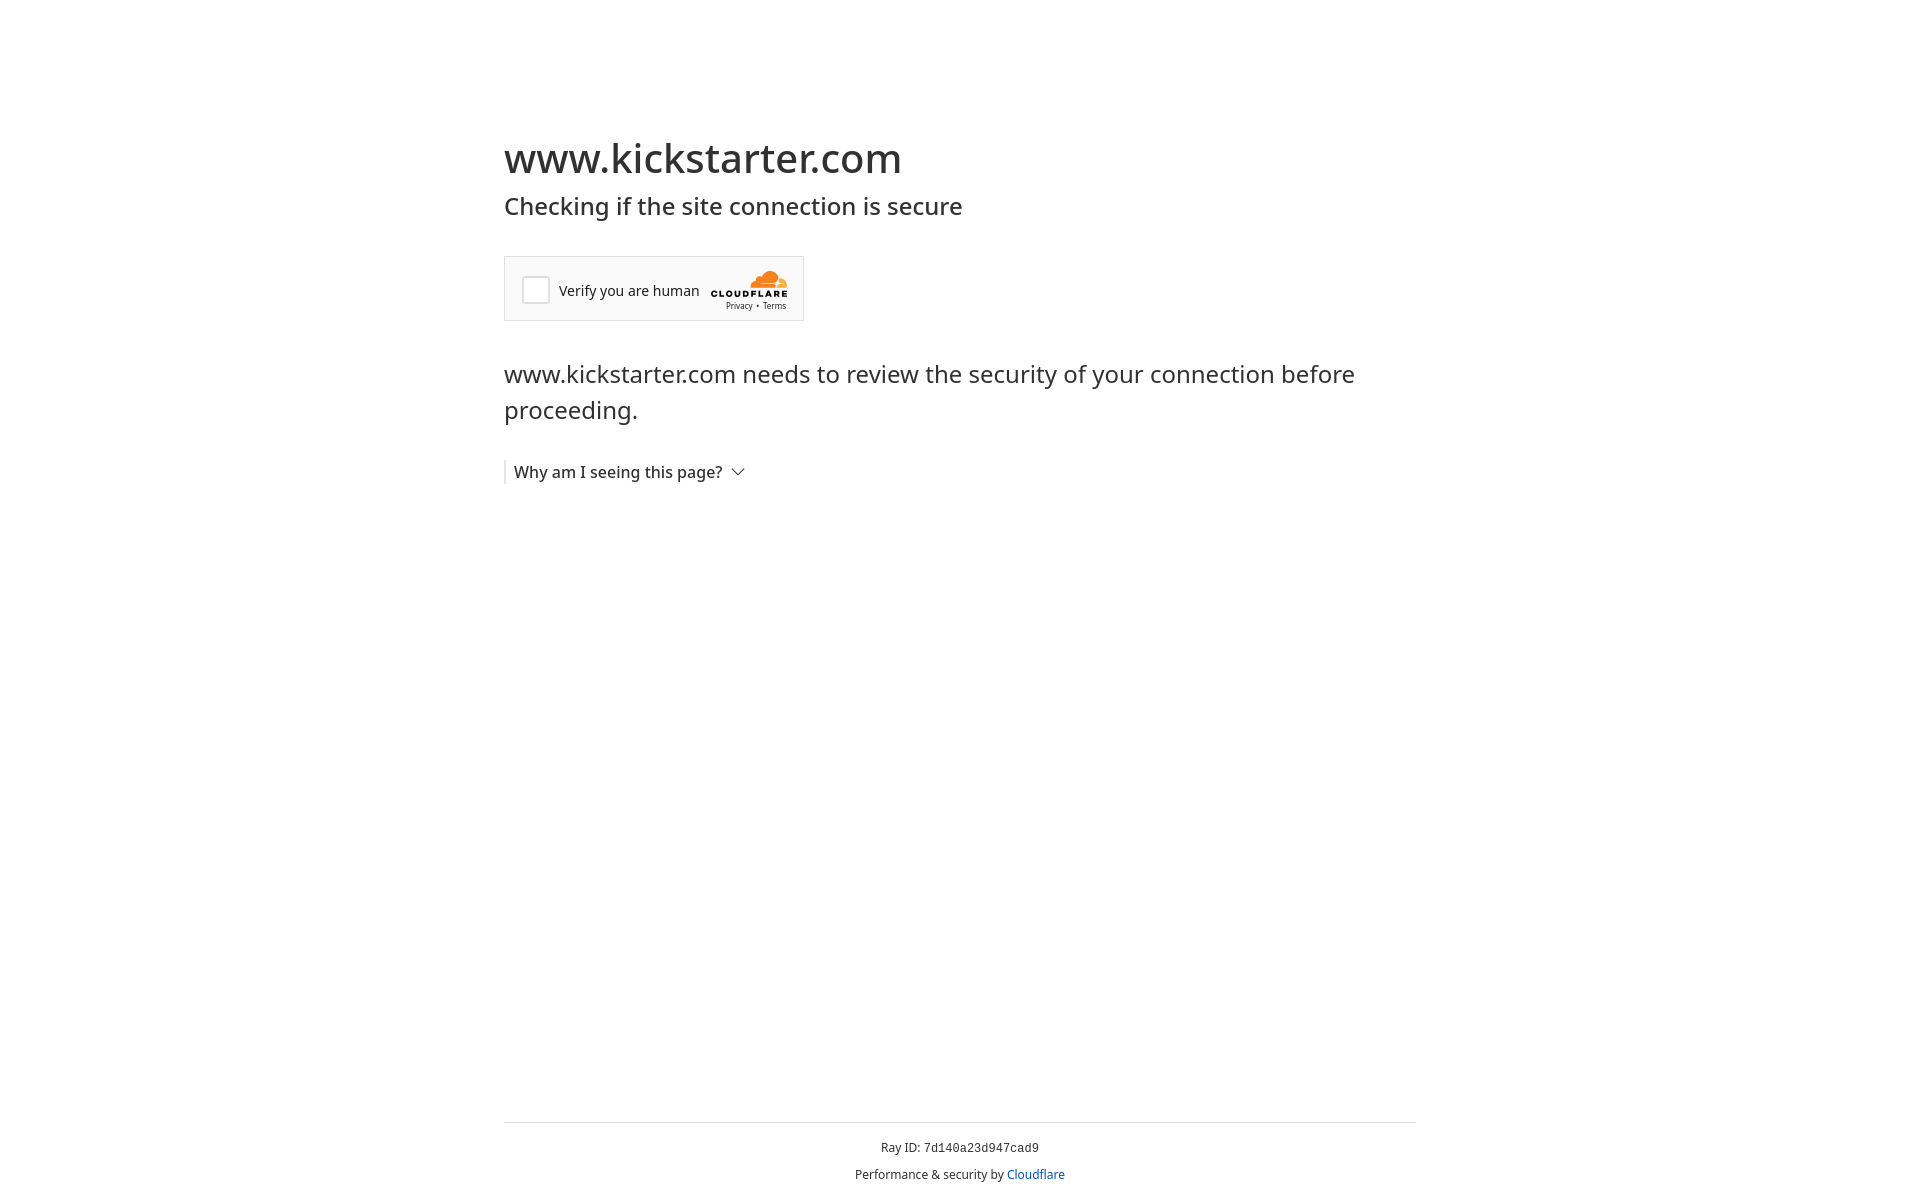 www.kickstarter.com
Checking if the site connection is secure
Verify you are human
CLOUDFLARE
Privacy • Terms
www.kickstarter.com needs to review the security of your connection before
proceeding.
Why am I seeing this page?
Ray ID: 7d140a23d947cad9
Performance & security by Cloudflare